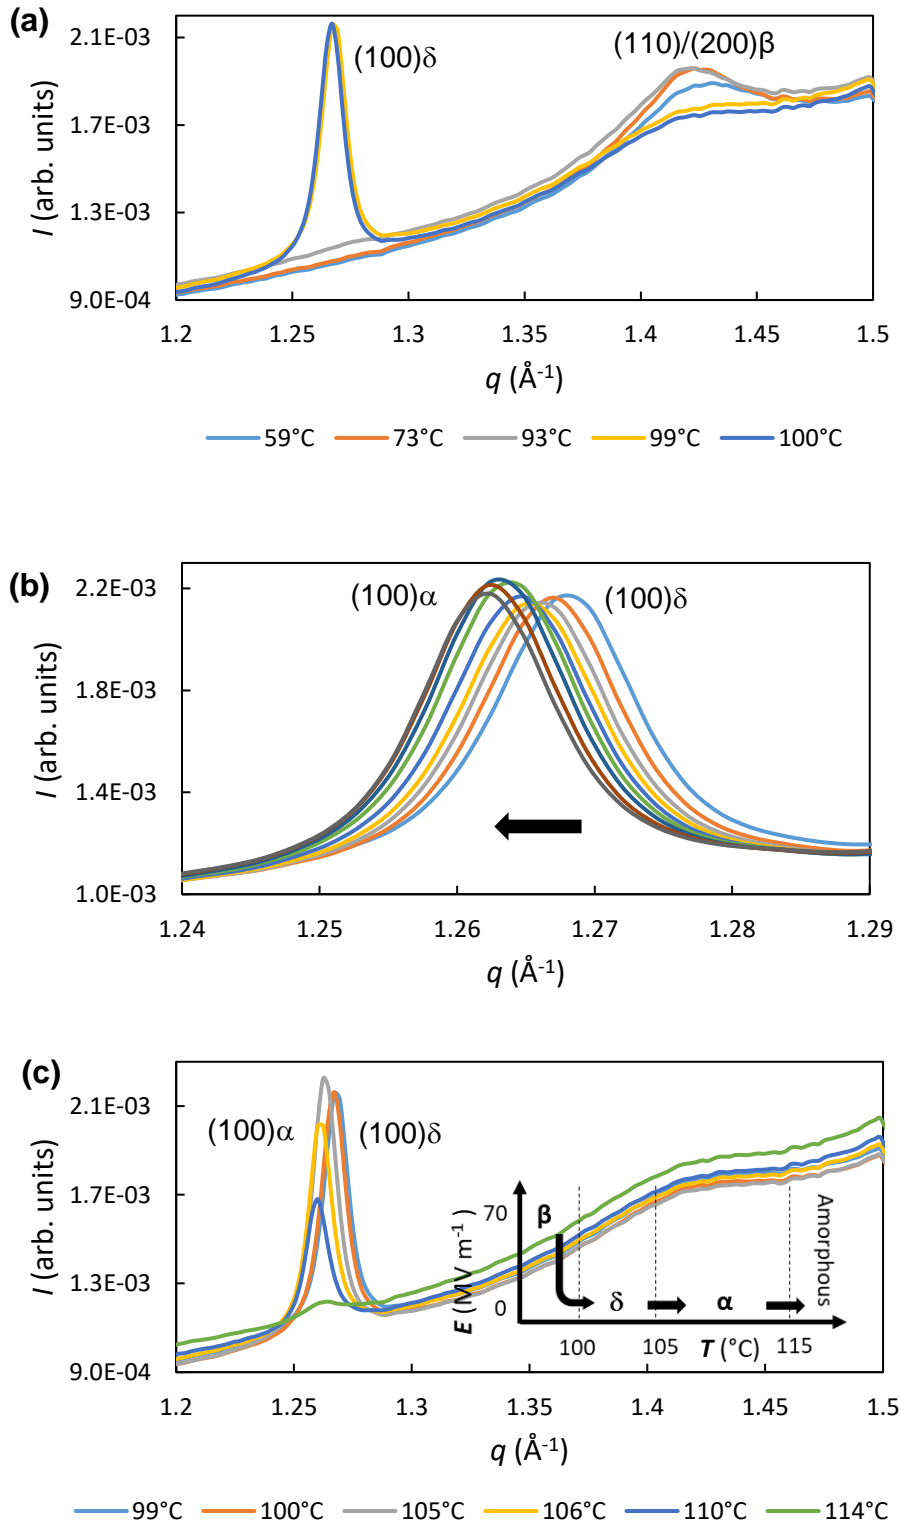 (a)
I (arb. units)
2.1E-03
1.7E-03
1.3E-03
9.0E-04
(100)δ
(110)/(200)β
1.2 1.25 1.3 1.35 1.4 1.45 1.5
q (Å⁻¹)
59°C 73°C 93°C 99°C 100°C
(b)
I (arb. units)
2.2E-03
1.8E-03
1.4E-03
1.0E-03
(100)α (100)δ
1.24 1.25 1.26 1.27 1.28 1.29
q (Å⁻¹)
(c)
I (arb. units)
2.1E-03
1.7E-03
1.3E-03
9.0E-04
(100)α (100)δ
E (MV m⁻¹)
70
0
β
δ
α
Amorphous
100 105 T (°C) 115
1.2 1.25 1.3 1.35 1.4 1.45 1.5
q (Å⁻¹)
99°C 100°C 105°C 106°C 110°C 114°C